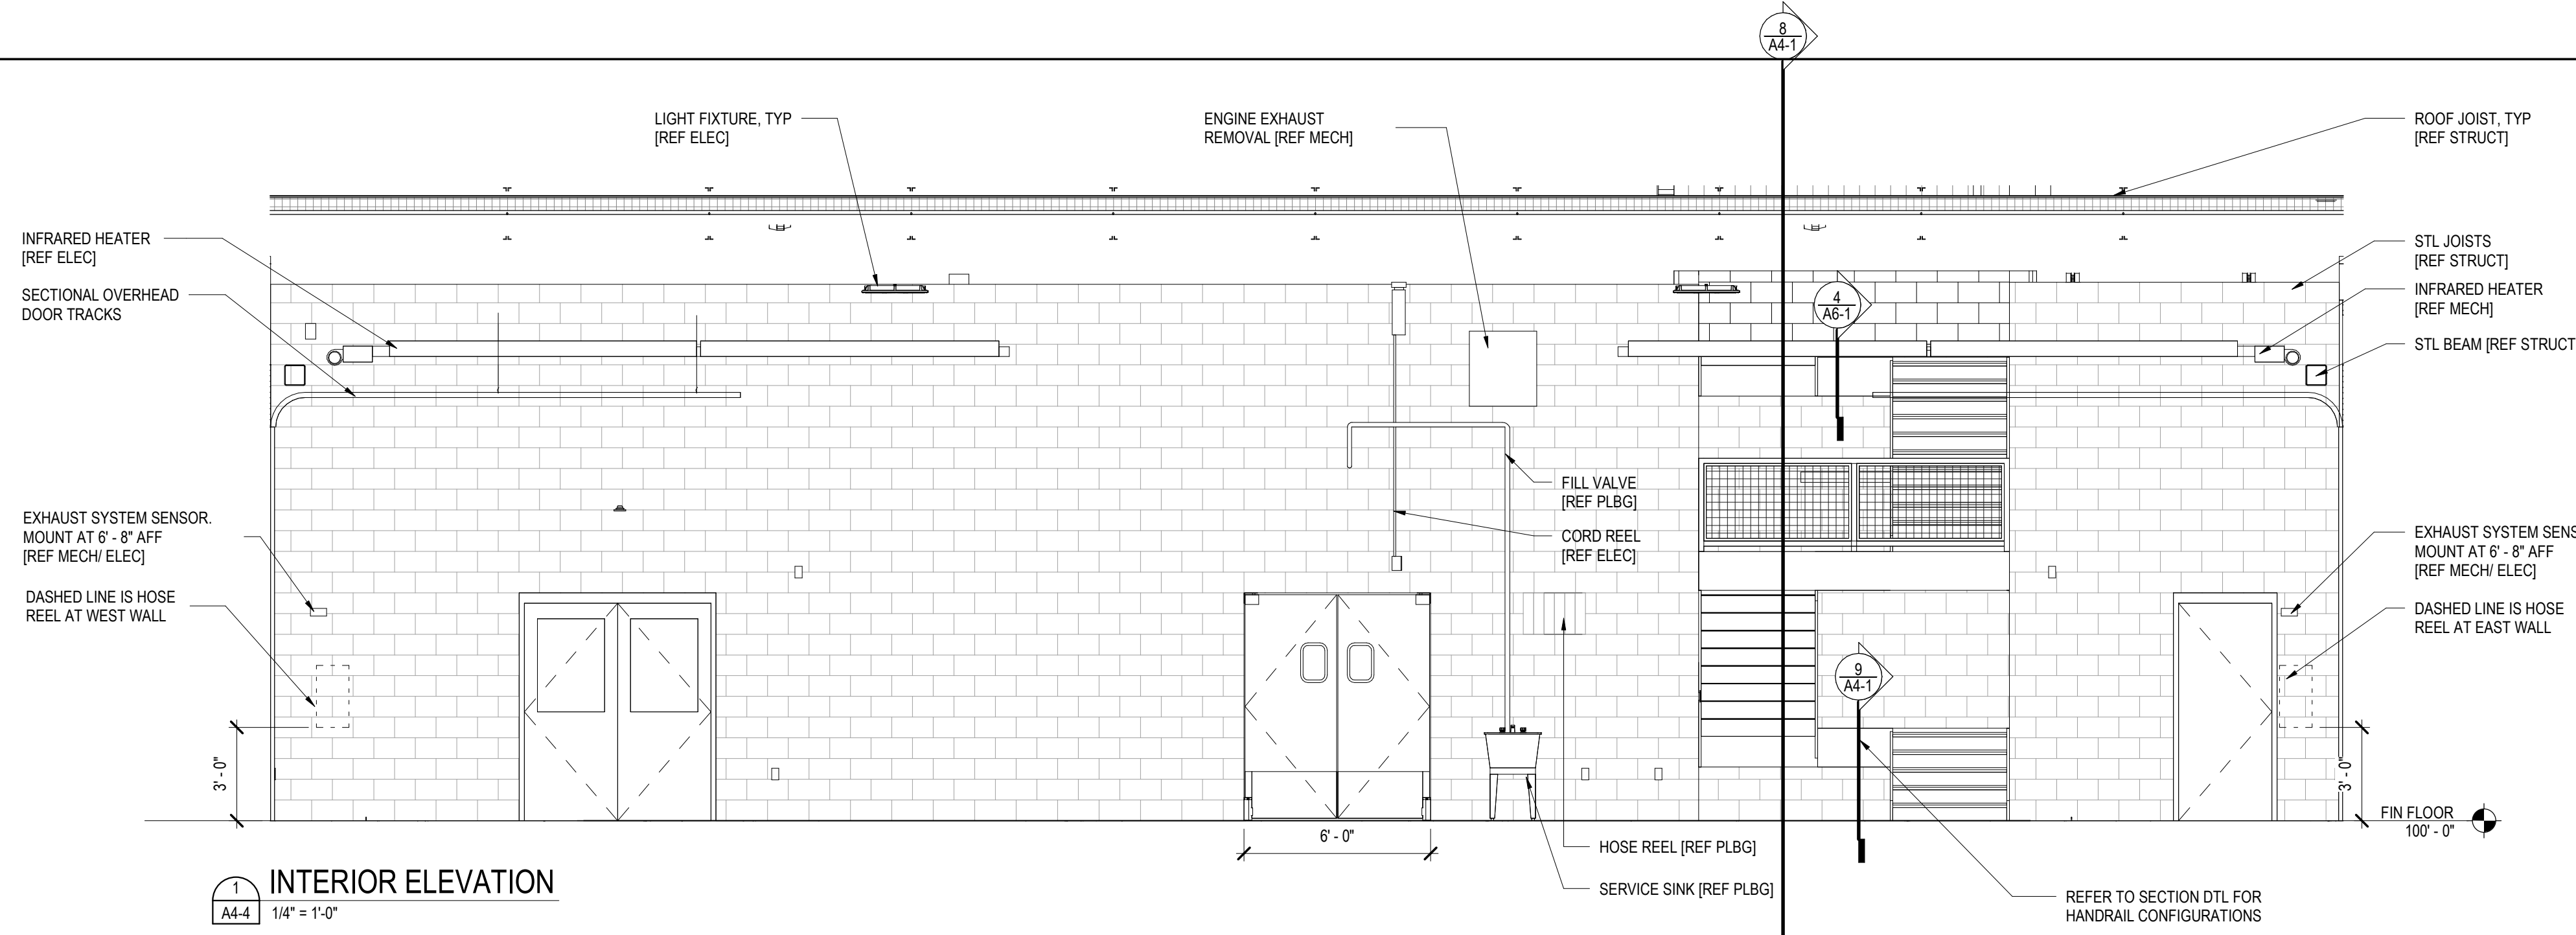 8
A4-1
LIGHT FIXTURE, TYP
[REF ELEC]
ENGINE EXHAUST
REMOVAL [REF MECH]
ROOF JOIST, TYP
[REF STRUCT]
INFRARED HEATER
[REF ELEC]
SECTIONAL OVERHEAD
DOOR TRACKS
STL JOISTS
[REF STRUCT]
INFRARED HEATER
[REF MECH]
STL BEAM [REF STRUCT
4
A6-1
FILL VALVE
[REF PLBG]
CORD REEL
[REF ELEC]
EXHAUST SYSTEM SENSOR.
MOUNT AT 6' - 8" AFF
[REF MECH/ ELEC]
DASHED LINE IS HOSE
REEL AT WEST WALL
EXHAUST SYSTEM SENS
MOUNT AT 6' - 8" AFF
[REF MECH/ ELEC]
DASHED LINE IS HOSE
REEL AT EAST WALL
9
A4-1
3' - 0"
3' - 0"
FIN FLOOR
100' - 0"
6' - 0"
HOSE REEL [REF PLBG]
SERVICE SINK [REF PLBG]
REFER TO SECTION DTL FOR
HANDRAIL CONFIGURATIONS
1
A4-4
INTERIOR ELEVATION
1/4" = 1'-0"